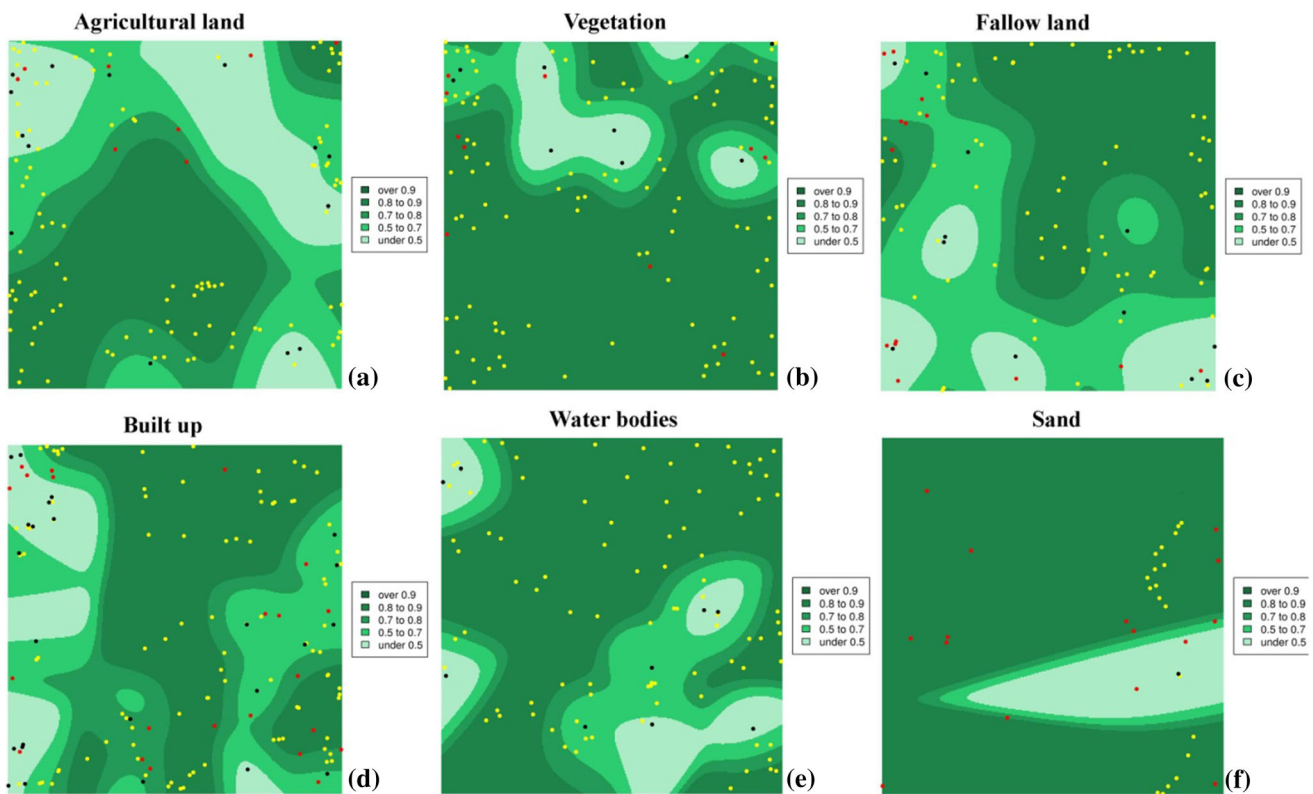 Agricultural land
over 0.9
0.8 to 0.9
0.7 to 0.8
0.5 to 0.7
under 0.5
(a)
Vegetation
over 0.9
0.8 to 0.9
0.7 to 0.8
0.5 to 0.7
under 0.5
(b)
Fallow land
over 0.9
0.8 to 0.9
0.7 to 0.8
0.5 to 0.7
under 0.5
(c)
Built up
over 0.9
0.8 to 0.9
0.7 to 0.8
0.5 to 0.7
under 0.5
(d)
Water bodies
over 0.9
0.8 to 0.9
0.7 to 0.8
0.5 to 0.7
under 0.5
(e)
Sand
over 0.9
0.8 to 0.9
0.7 to 0.8
0.5 to 0.7
under 0.5
(f)